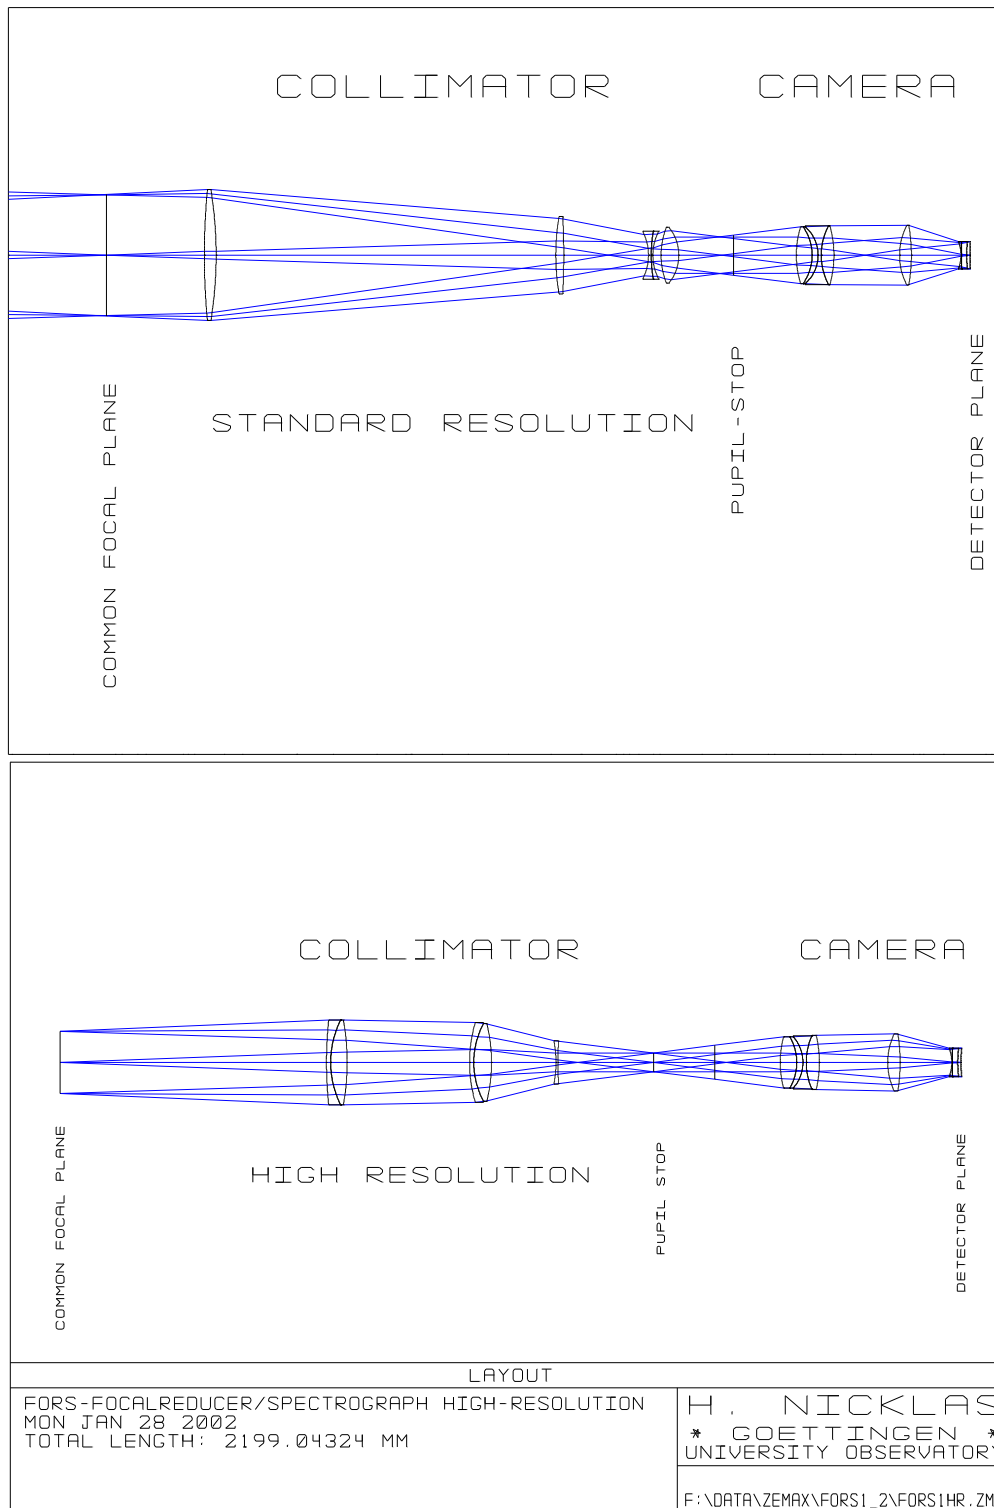 COLLIMATOR CAMERA
COMMON FOCAL PLANE
STANDARD RESOLUTION
PUPIL-STOP
DETECTOR PLANE
COLLIMATOR CAMERA
COMMON FOCAL PLANE
HIGH RESOLUTION
PUPIL STOP
DETECTOR PLANE
LAYOUT
FORS-FOCALREDUCER/SPECTROGRAPH HIGH-RESOLUTION
MON JAN 28 2002
TOTAL LENGTH: 2199.04324 MM
H. NICKLAS
* GOETTINGEN *
UNIVERSITY OBSERVATORY
F:\DATA\ZEMAX\FORS1_2\FORS1HR.ZM